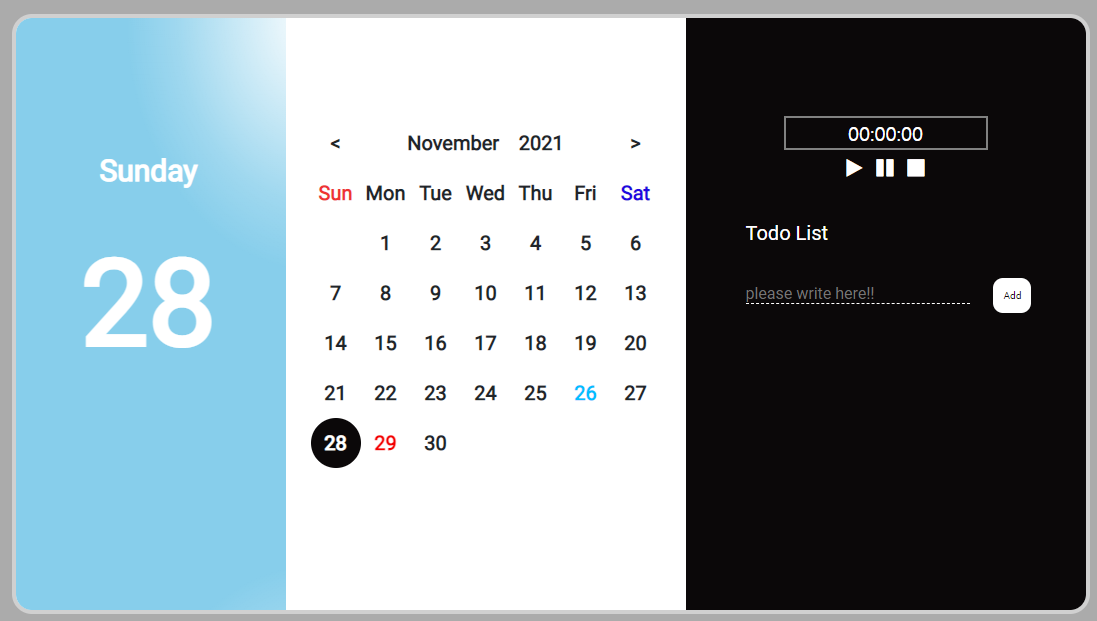 Sunday
28
< November 2021 >
Sun Mon Tue Wed Thu Fri Sat
1 2 3 4 5 6
7 8 9 10 11 12 13
14 15 16 17 18 19 20
21 22 23 24 25 26 27
28 29 30
00:00:00
Todo List
please write here!!
Add